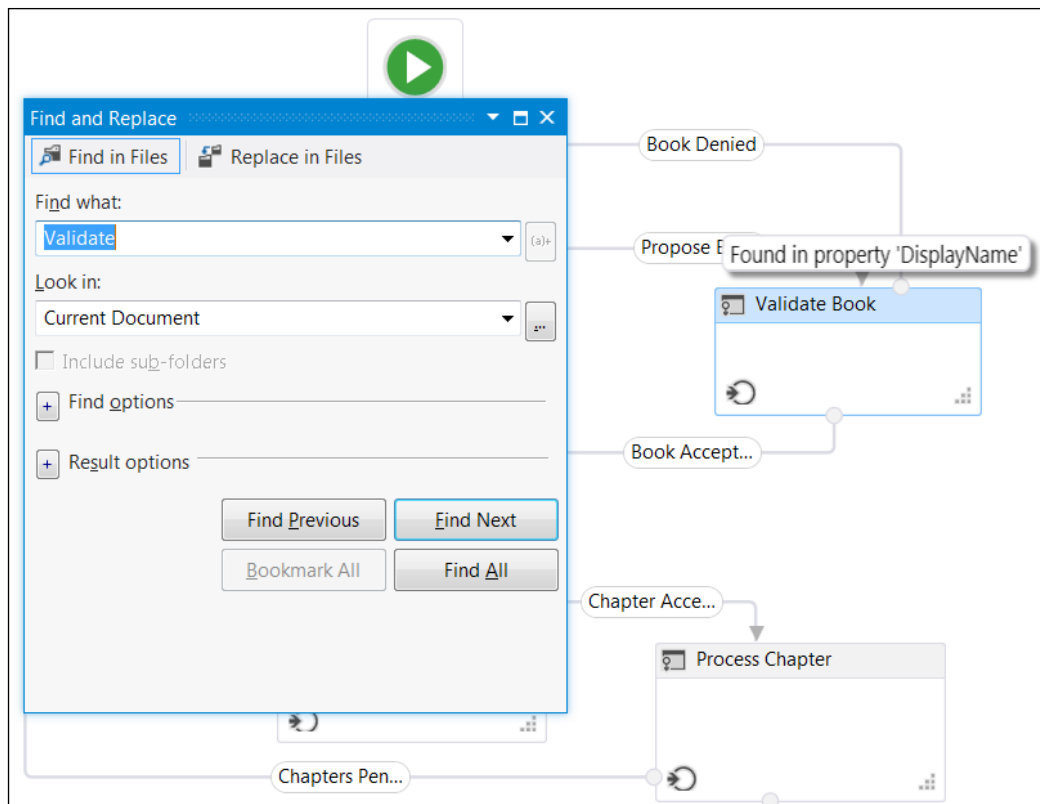 Find and Replace
Find in Files
Replace in Files
Find what:
Validate
(a)+
Look in:
Current Document
...
Include sub-folders
+ Find options
+ Result options
Find Previous
Find Next
Bookmark All
Find All
Book Denied
Propose
Found in property 'DisplayName'
Validate Book
Book Accept...
Chapter Acce...
Process Chapter
Chapters Pen...